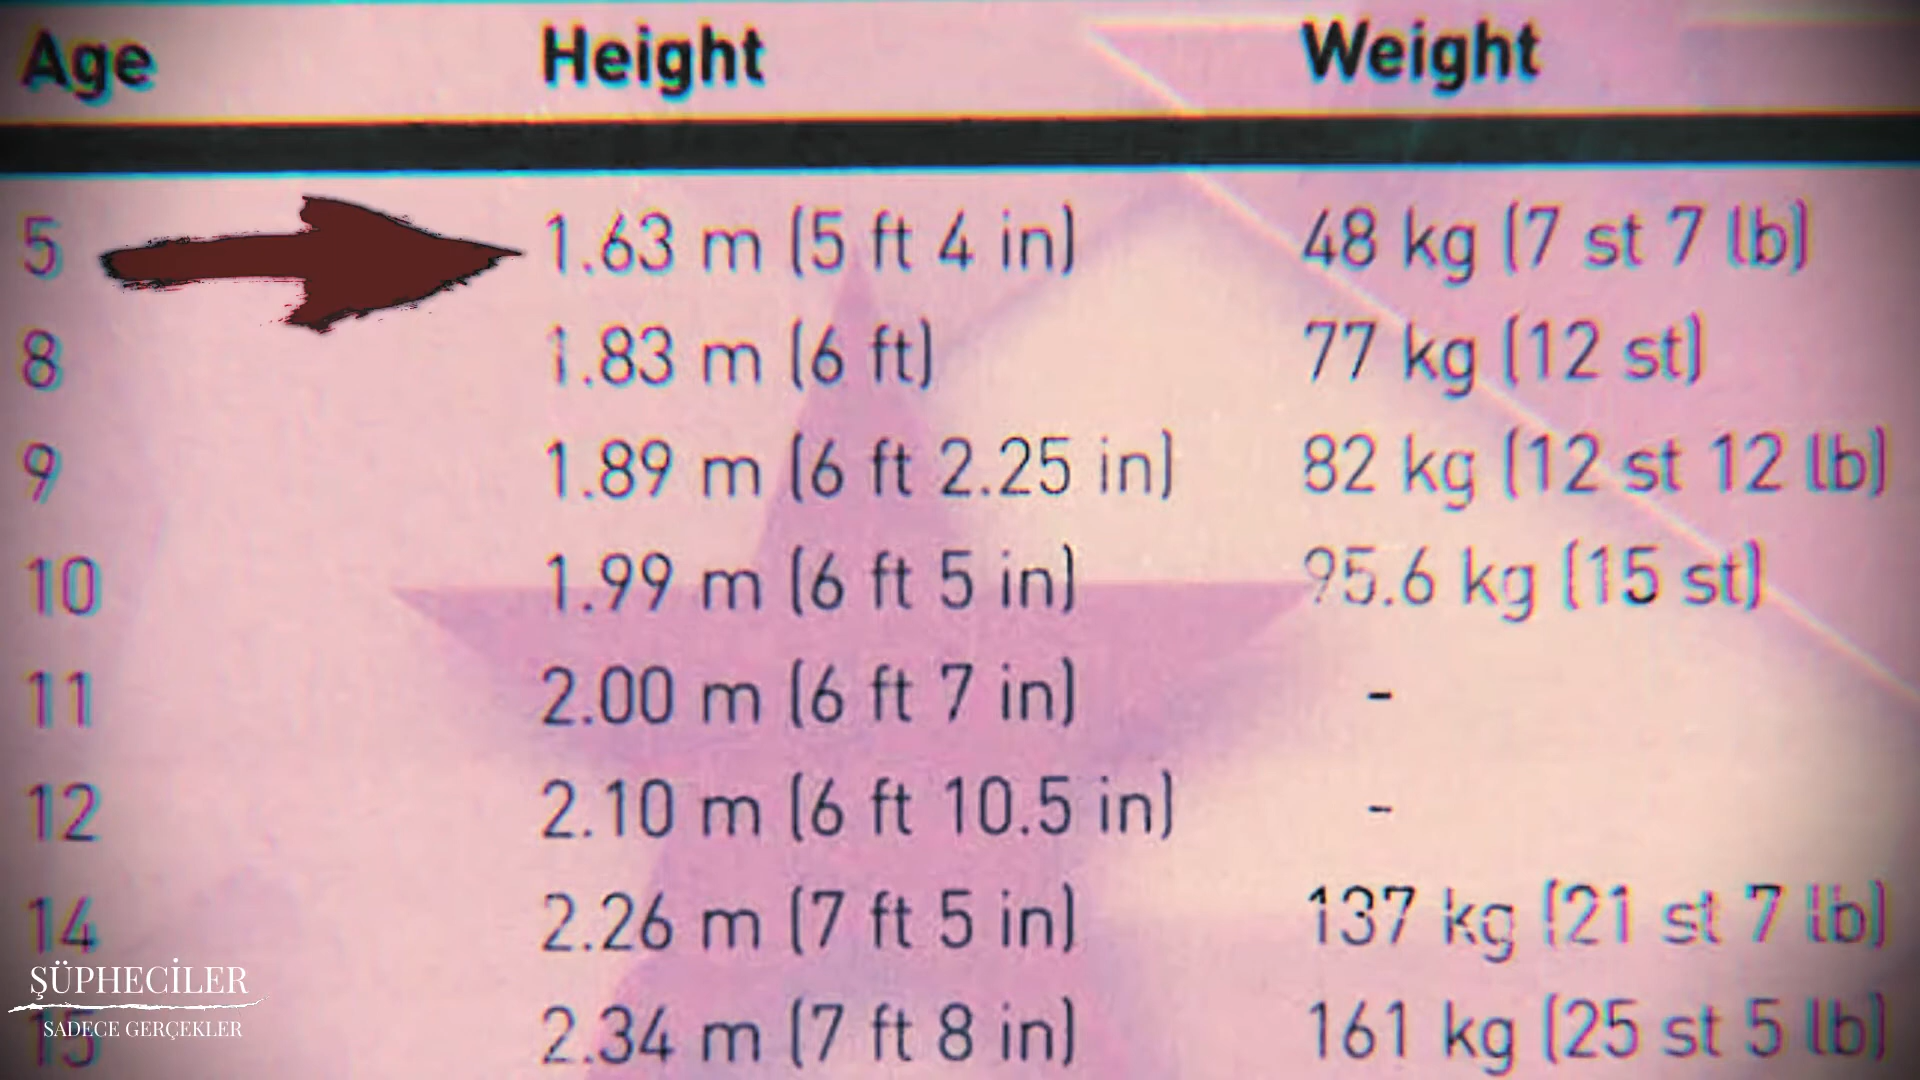 Age Height Weight
5 1.63 m (5 ft 4 in) 48 kg (7 st 7 lb)
8 1.83 m (6 ft) 77 kg (12 st)
9 1.89 m (6 ft 2.25 in) 82 kg (12 st 12 lb)
10 1.99 m (6 ft 5 in) 95.6 kg (15 st)
11 2.00 m (6 ft 7 in) -
12 2.10 m (6 ft 10.5 in) -
14 2.26 m (7 ft 5 in) 137 kg (21 st 7 lb)
15 2.34 m (7 ft 8 in) 161 kg (25 st 5 lb)
ŞÜPHECİLER
SADECE GERÇEKLER